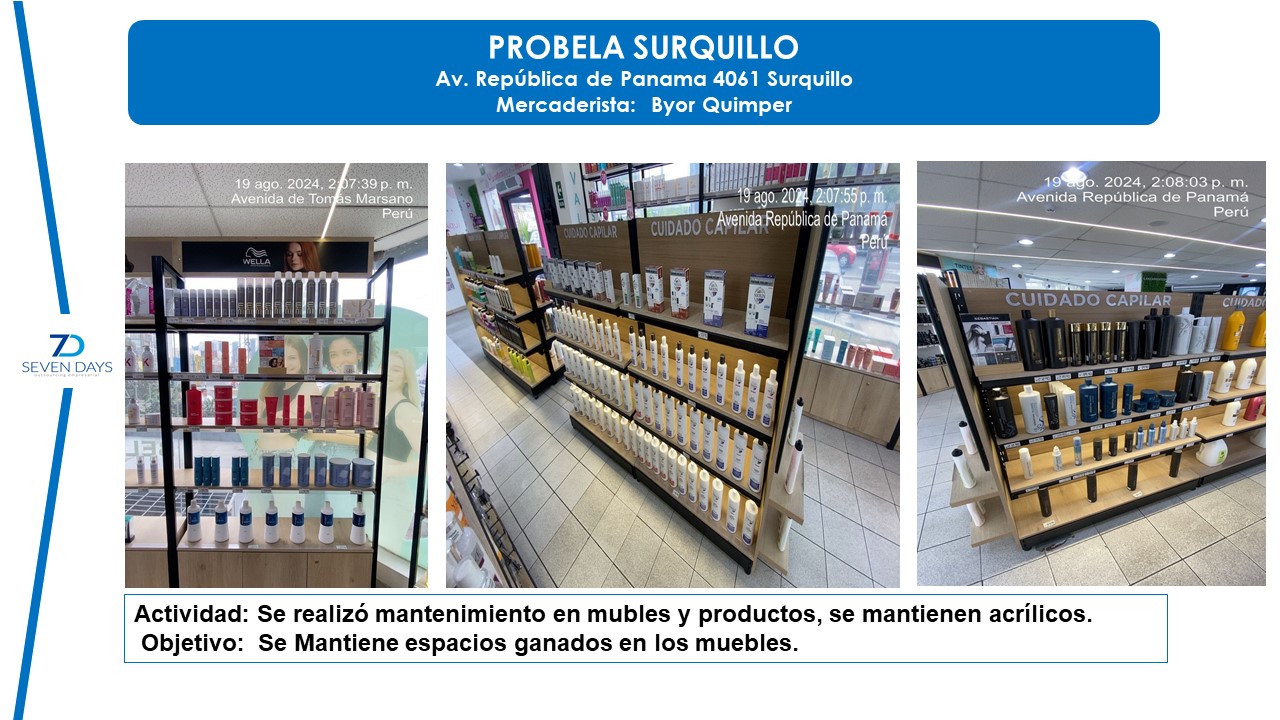 PROBELA SURQUILLO
Av. República de Panama 4061 Surquillo
Mercaderista: Byor Quimper
19 ago. 2024, 2:07:39 p. m.
Avenida de Tomás Marsano
Perú
WELLA
19 ago. 2024, 2:07:55 p. m.
Avenida República de Panamá
Perú
CUIDADO CAPILAR
CUIDADO CAPILAR
19 ago. 2024, 2:08:03 p. m.
Avenida República de Panamá
Perú
CUIDADO CAPILAR
SEBASTIAN
7D
SEVEN DAYS
Actividad: Se realizó mantenimiento en mubles y productos, se mantienen acrílicos.
Objetivo: Se Mantiene espacios ganados en los muebles.